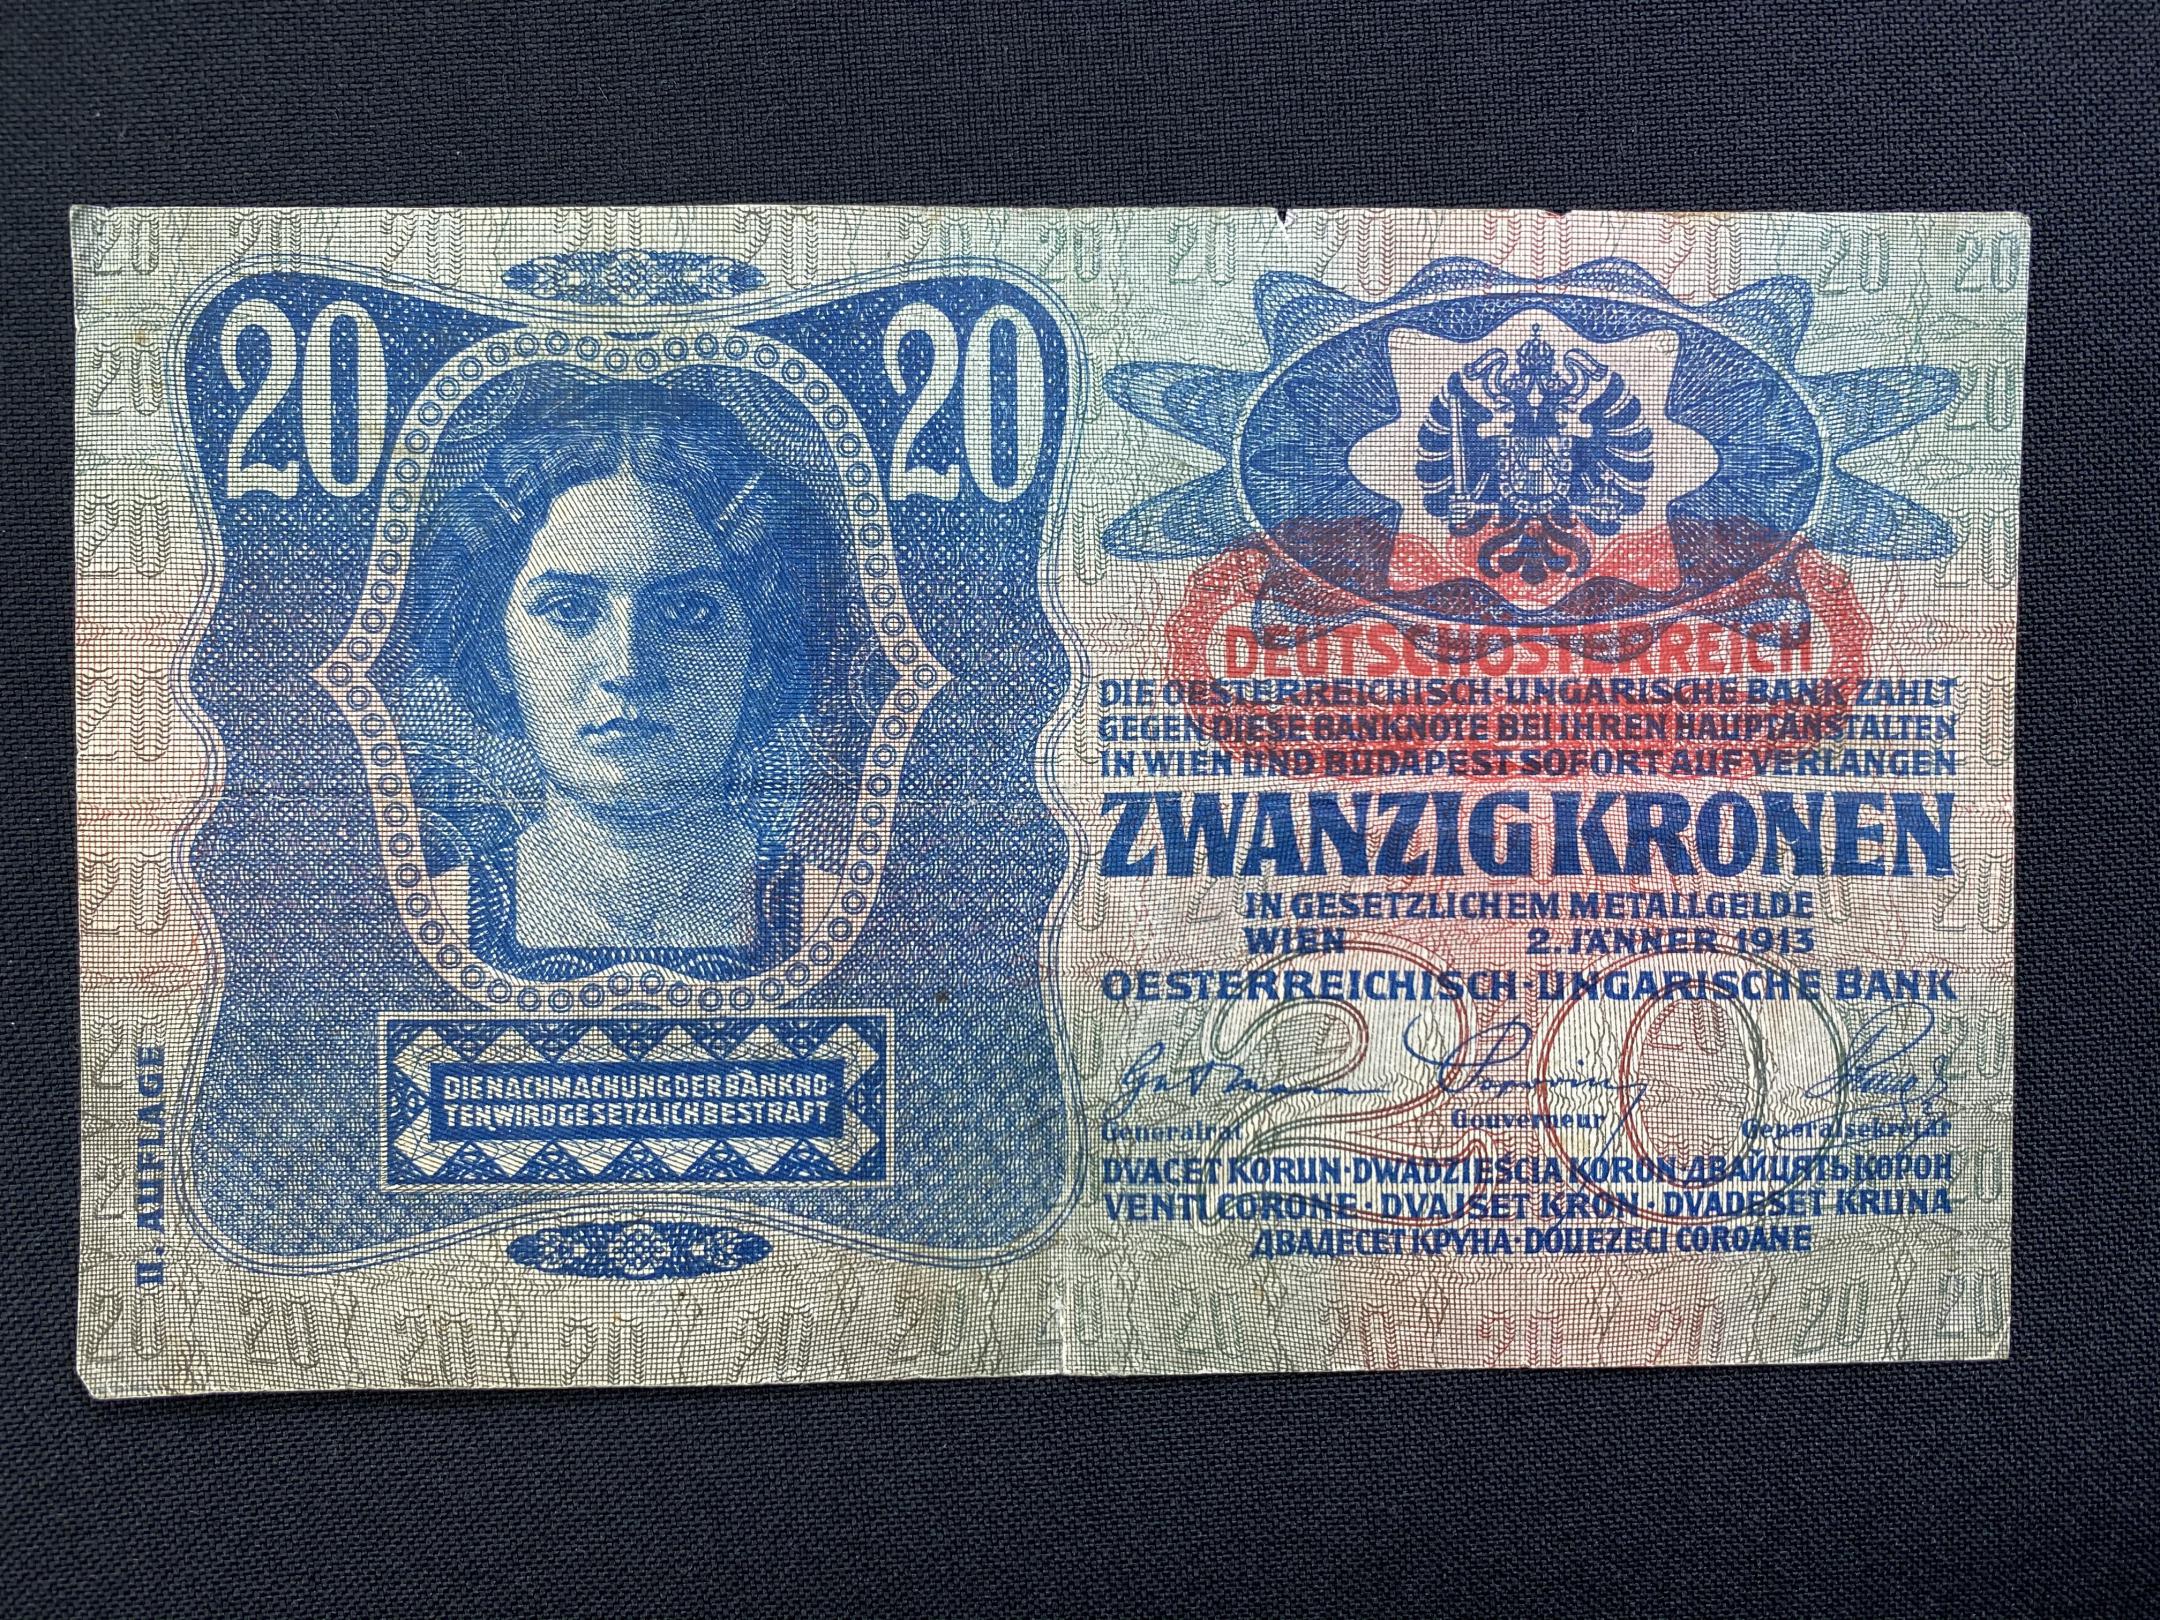 20 20
DIE NACHMACHUNG DER BANKNO-
TEN WIRD GESETZLICH BESTRAFT
II. AUFLAGE
DEUTSCHÖSTERREICH
DIE OESTERREICHISCH-UNGARISCHE BANK ZAHLT
GEGEN DIESE BANKNOTE BEI IHREN HAUPTANSTALTEN
IN WIEN UND BUDAPEST SOFORT AUF VERLANGEN
ZWANZIG KRONEN
IN GESETZLICHEM METALLGELDE
WIEN 2. JÄNNER 1913
OESTERREICHISCH-UNGARISCHE BANK
20
Generalrat Gouverneur Generalsekretär
DVACET KORUN · DWADZIEŚCIA KORON · ДВАЙЦЯТЬ КОРОН
VENTI CORONE · DVAJSET KRON · DVADESET KRUNA
ДВАДЕСЕТ КРУНА · DOUEZECI COROANE